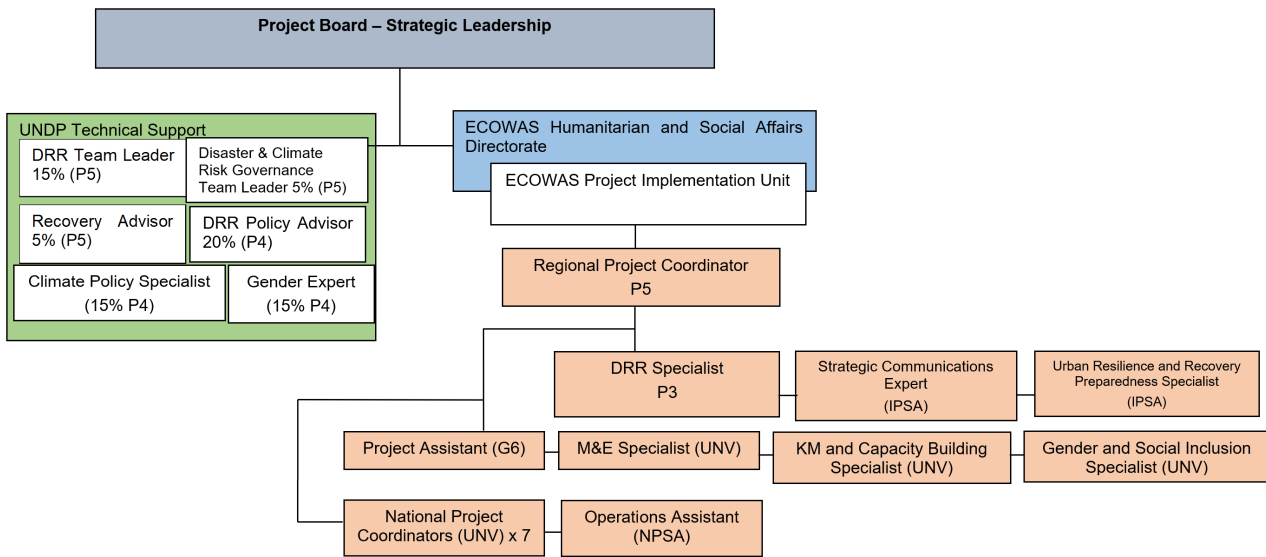 Project Board – Strategic Leadership
UNDP Technical Support
DRR Team Leader
15% (P5)
Disaster & Climate
Risk Governance
Team Leader 5% (P5)
Recovery Advisor
5% (P5)
DRR Policy Advisor
20% (P4)
Climate Policy Specialist
(15% P4)
Gender Expert
(15% P4)
ECOWAS Humanitarian and Social Affairs
Directorate
ECOWAS Project Implementation Unit
Regional Project Coordinator
P5
DRR Specialist
P3
Strategic Communications
Expert
(IPSA)
Urban Resilience and Recovery
Preparedness Specialist
(IPSA)
Project Assistant (G6)
M&E Specialist (UNV)
KM and Capacity Building
Specialist (UNV)
Gender and Social Inclusion
Specialist (UNV)
National Project
Coordinators (UNV) x 7
Operations Assistant
(NPSA)